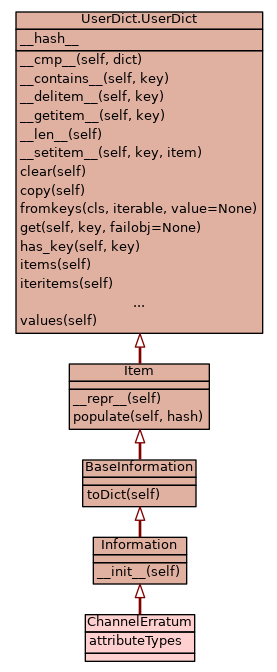 UserDict.UserDict
__hash__
__cmp__(self, dict)
__contains__(self, key)
__delitem__(self, key)
__getitem__(self, key)
__len__(self)
__setitem__(self, key, item)
clear(self)
copy(self)
fromkeys(cls, iterable, value=None)
get(self, key, failobj=None)
has_key(self, key)
items(self)
iteritems(self)
...
values(self)
Item
__repr__(self)
populate(self, hash)
BaseInformation
toDict(self)
Information
__init__(self)
ChannelErratum
attributeTypes